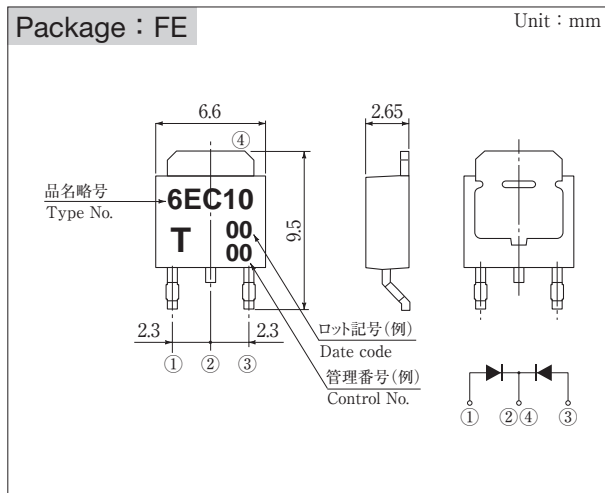 Package：FE
Unit：mm
6.6
2.65
④
品名略号
Type No.
6EC10
T
00
00
9.5
2.3
2.3
①
②
③
ロット記号(例)
Date code
管理番号(例)
Control No.
①
②④
③